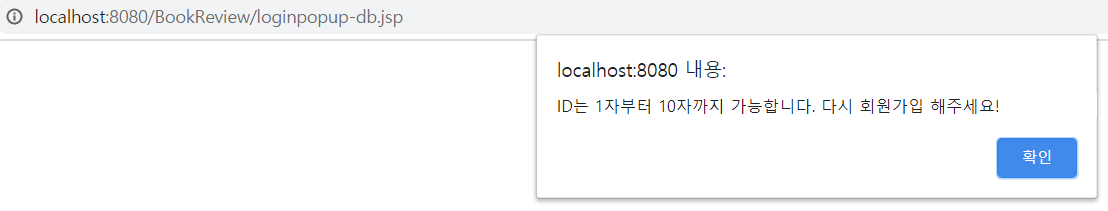 localhost:8080/BookReview/loginpopup-db.jsp
localhost:8080 내용:
ID는 1자부터 10자까지 가능합니다. 다시 회원가입 해주세요!
확인